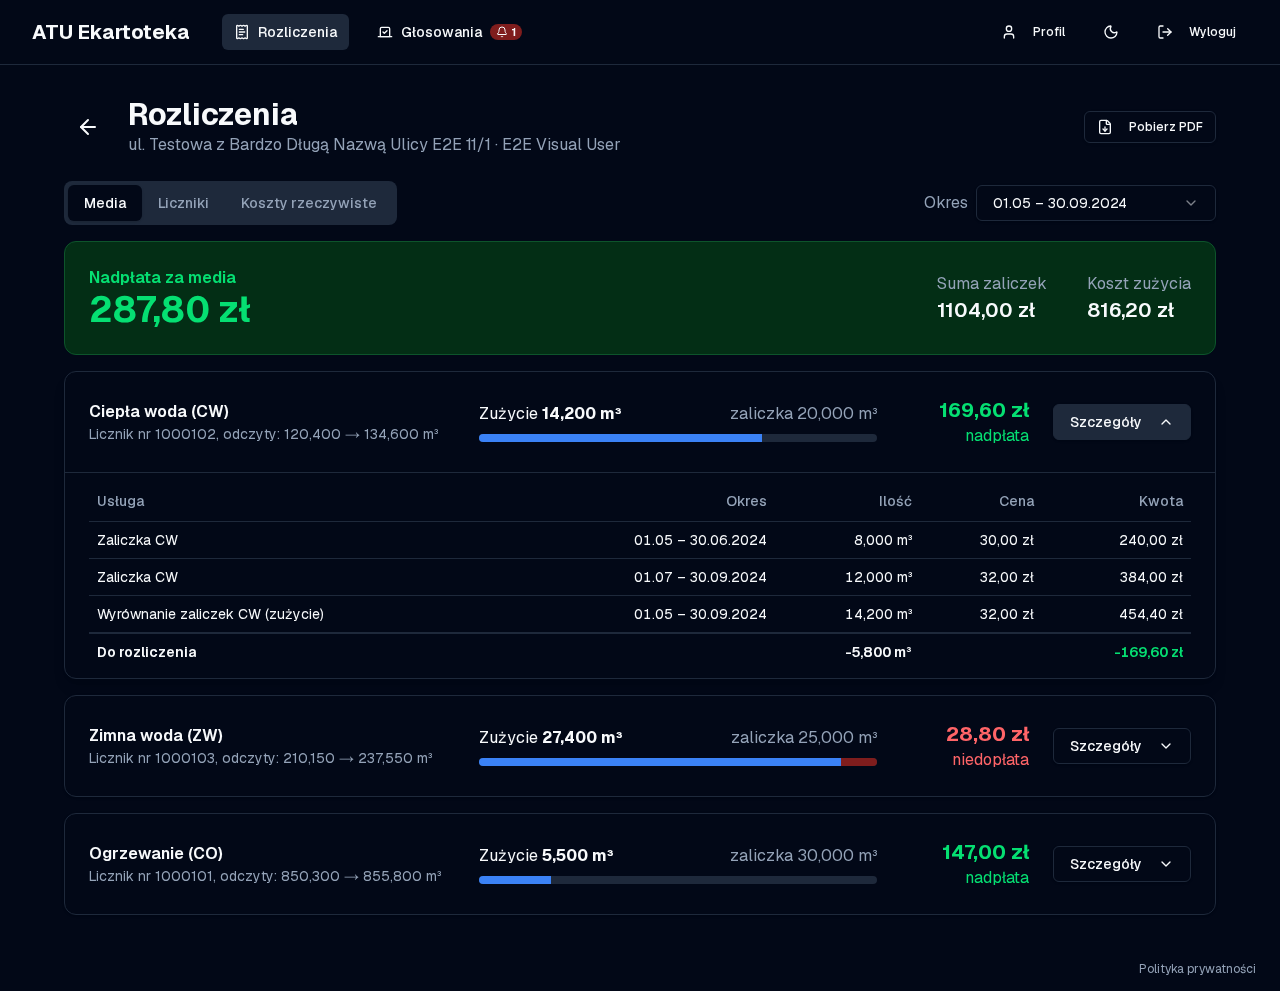 ATU Ekartoteka Rozliczenia Głosowania 1 Profil Wyloguj
Rozliczenia
ul. Testowa z Bardzo Długą Nazwą Ulicy E2E 11/1 · E2E Visual User
Pobierz PDF
Media Liczniki Koszty rzeczywiste Okres 01.05 – 30.09.2024
Nadpłata za media
287,80 zł
Suma zaliczek Koszt zużycia
1104,00 zł 816,20 zł
Ciepła woda (CW)
Licznik nr 1000102, odczyty: 120,400 → 134,600 m³
Zużycie 14,200 m³ zaliczka 20,000 m³
169,60 zł
nadpłata
Szczegóły
Usługa Okres Ilość Cena Kwota
Zaliczka CW 01.05 – 30.06.2024 8,000 m³ 30,00 zł 240,00 zł
Zaliczka CW 01.07 – 30.09.2024 12,000 m³ 32,00 zł 384,00 zł
Wyrównanie zaliczek CW (zużycie) 01.05 – 30.09.2024 14,200 m³ 32,00 zł 454,40 zł
Do rozliczenia -5,800 m³ -169,60 zł
Zimna woda (ZW)
Licznik nr 1000103, odczyty: 210,150 → 237,550 m³
Zużycie 27,400 m³ zaliczka 25,000 m³
28,80 zł
niedopłata
Szczegóły
Ogrzewanie (CO)
Licznik nr 1000101, odczyty: 850,300 → 855,800 m³
Zużycie 5,500 m³ zaliczka 30,000 m³
147,00 zł
nadpłata
Szczegóły
Polityka prywatności